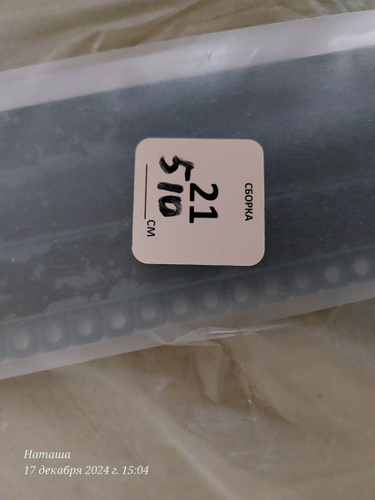 СБОРКА
21
510 СМ
Наташа
17 декабря 2024 г. 15:04